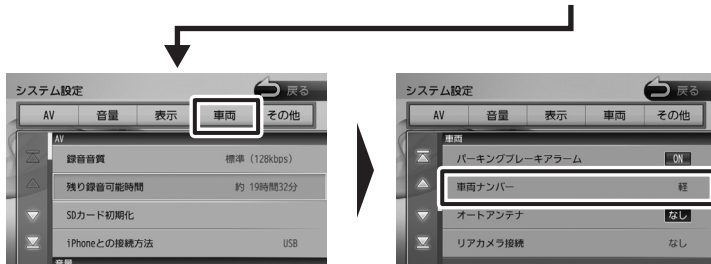 システム設定
戻る
AV 音量 表示 車両 その他
AV
録音音質 標準 (128kbps)
残り録音可能時間 約 19時間32分
SDカード初期化
iPhoneとの接続方法 USB
音量
システム設定
戻る
AV 音量 表示 車両 その他
車両
パーキングブレーキアラーム ON
車両ナンバー 軽
オートアンテナ なし
リアカメラ接続 なし